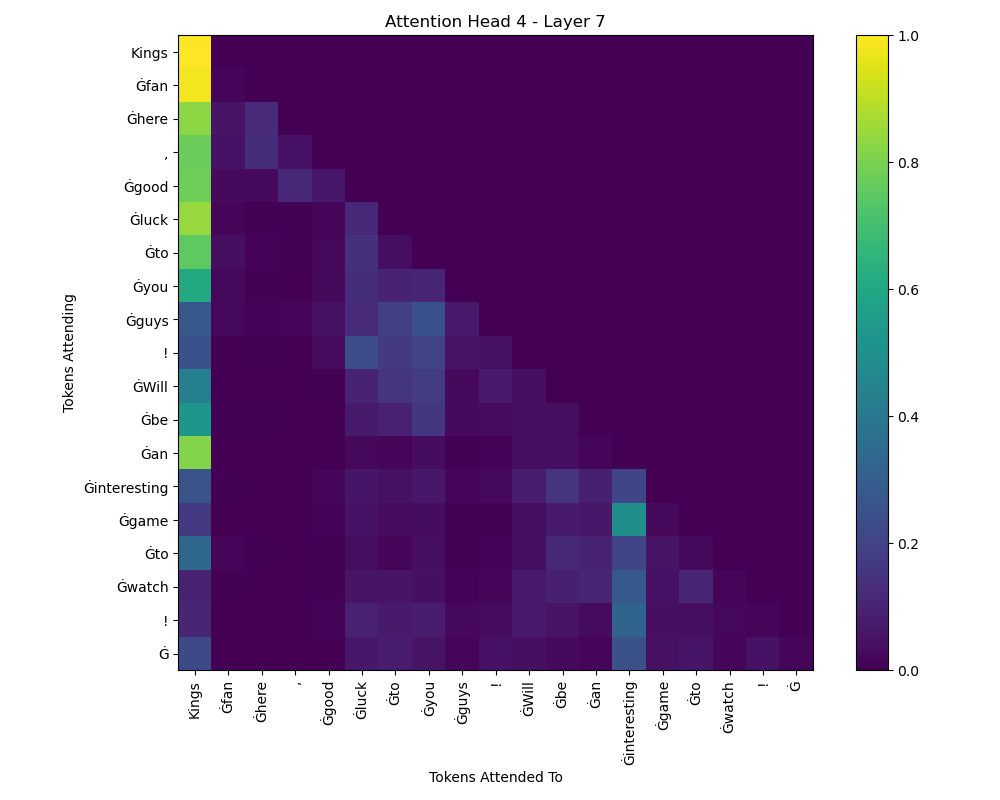 Attention Head 4 - Layer 7
Kings
Ġfan
Ġhere
,
Ġgood
Ġluck
Ġto
Ġyou
Ġguys
!
ĠWill
Ġbe
Ġan
Ġinteresting
Ġgame
Ġto
Ġwatch
!
Ġ
Tokens Attending
Kings
Ġfan
Ġhere
,
Ġgood
Ġluck
Ġto
Ġyou
Ġguys
!
ĠWill
Ġbe
Ġan
Ġinteresting
Ġgame
Ġto
Ġwatch
!
Ġ
Tokens Attended To
1.0
0.8
0.6
0.4
0.2
0.0